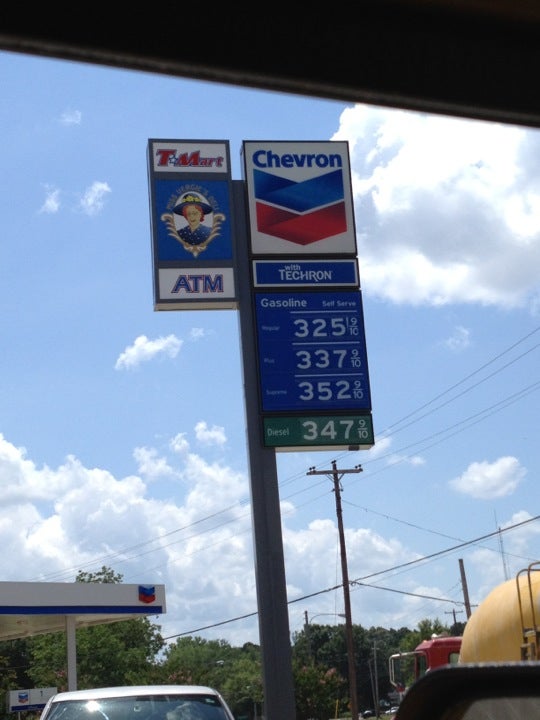 T Mart
ATM
Chevron
with
TECHRON
Gasoline Self Serve
Regular 325 9/10
Plus 337 9/10
Supreme 352 9/10
Diesel 347 9/10